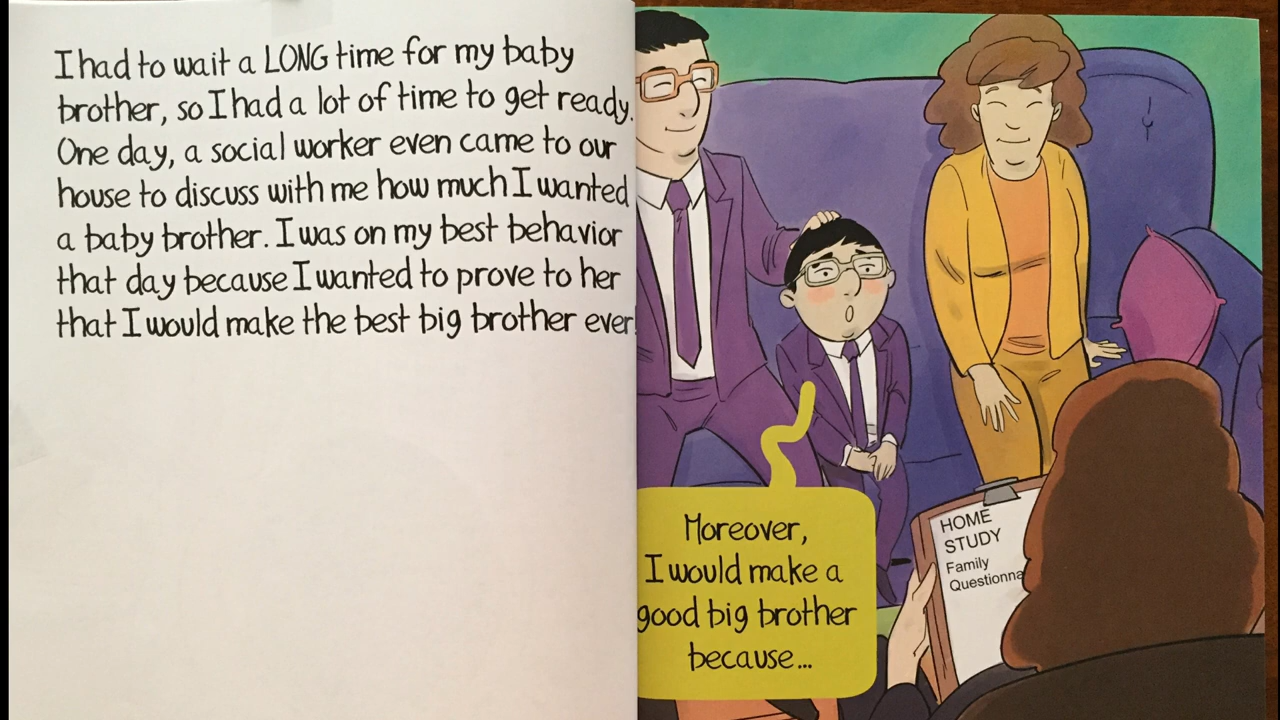 I had to wait a LONG time for my baby
brother, so I had a lot of time to get ready.
One day, a social worker even came to our
house to discuss with me how much I wanted
a baby brother. I was on my best behavior
that day because I wanted to prove to her
that I would make the best big brother ever!
Moreover,
I would make a
good big brother
because...
HOME
STUDY
Family
Questionna